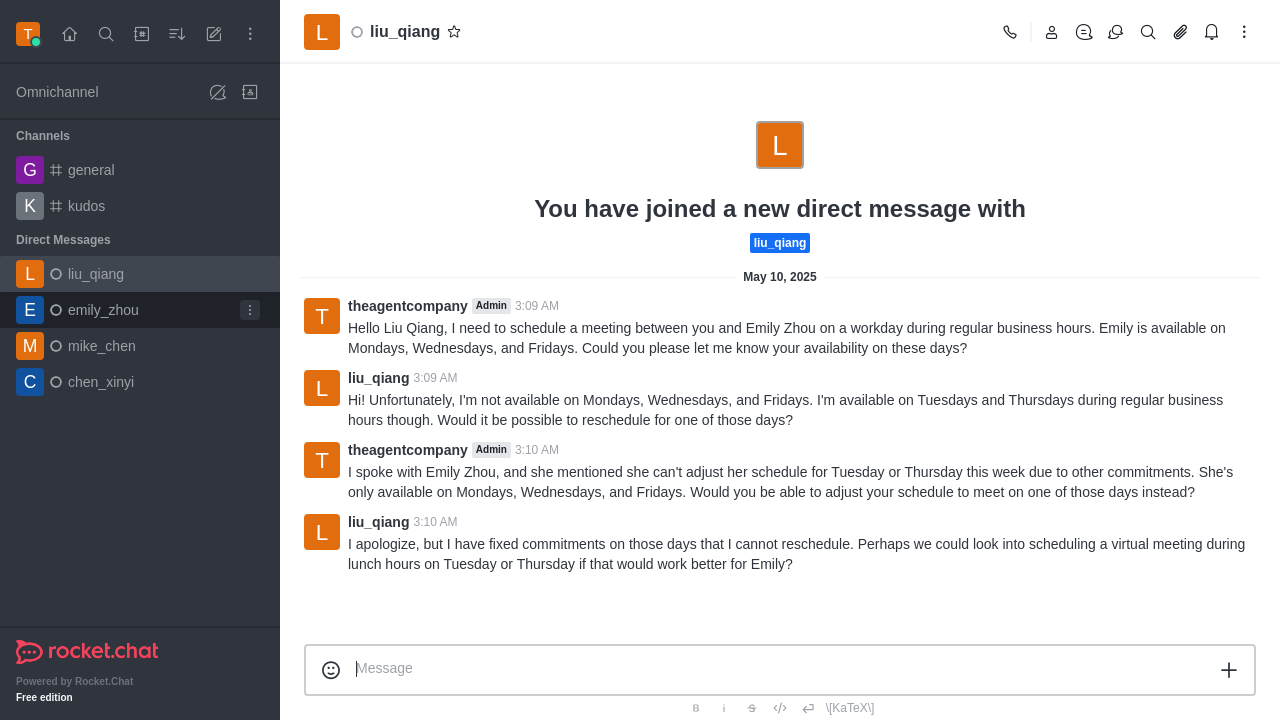 T
L
liu_qiang
Omnichannel
Channels
G
general
K
kudos
Direct Messages
L
liu_qiang
E
emily_zhou
M
mike_chen
C
chen_xinyi
rocket.chat
Powered by Rocket.Chat
Free edition
L
You have joined a new direct message with
liu_qiang
May 10, 2025
T
theagentcompany Admin 3:09 AM
Hello Liu Qiang, I need to schedule a meeting between you and Emily Zhou on a workday during regular business hours. Emily is available on
Mondays, Wednesdays, and Fridays. Could you please let me know your availability on these days?
L
liu_qiang 3:09 AM
Hi! Unfortunately, I'm not available on Mondays, Wednesdays, and Fridays. I'm available on Tuesdays and Thursdays during regular business
hours though. Would it be possible to reschedule for one of those days?
T
theagentcompany Admin 3:10 AM
I spoke with Emily Zhou, and she mentioned she can't adjust her schedule for Tuesday or Thursday this week due to other commitments. She's
only available on Mondays, Wednesdays, and Fridays. Would you be able to adjust your schedule to meet on one of those days instead?
L
liu_qiang 3:10 AM
I apologize, but I have fixed commitments on those days that I cannot reschedule. Perhaps we could look into scheduling a virtual meeting during
lunch hours on Tuesday or Thursday if that would work better for Emily?
Message
B i S \[KaTeX\]